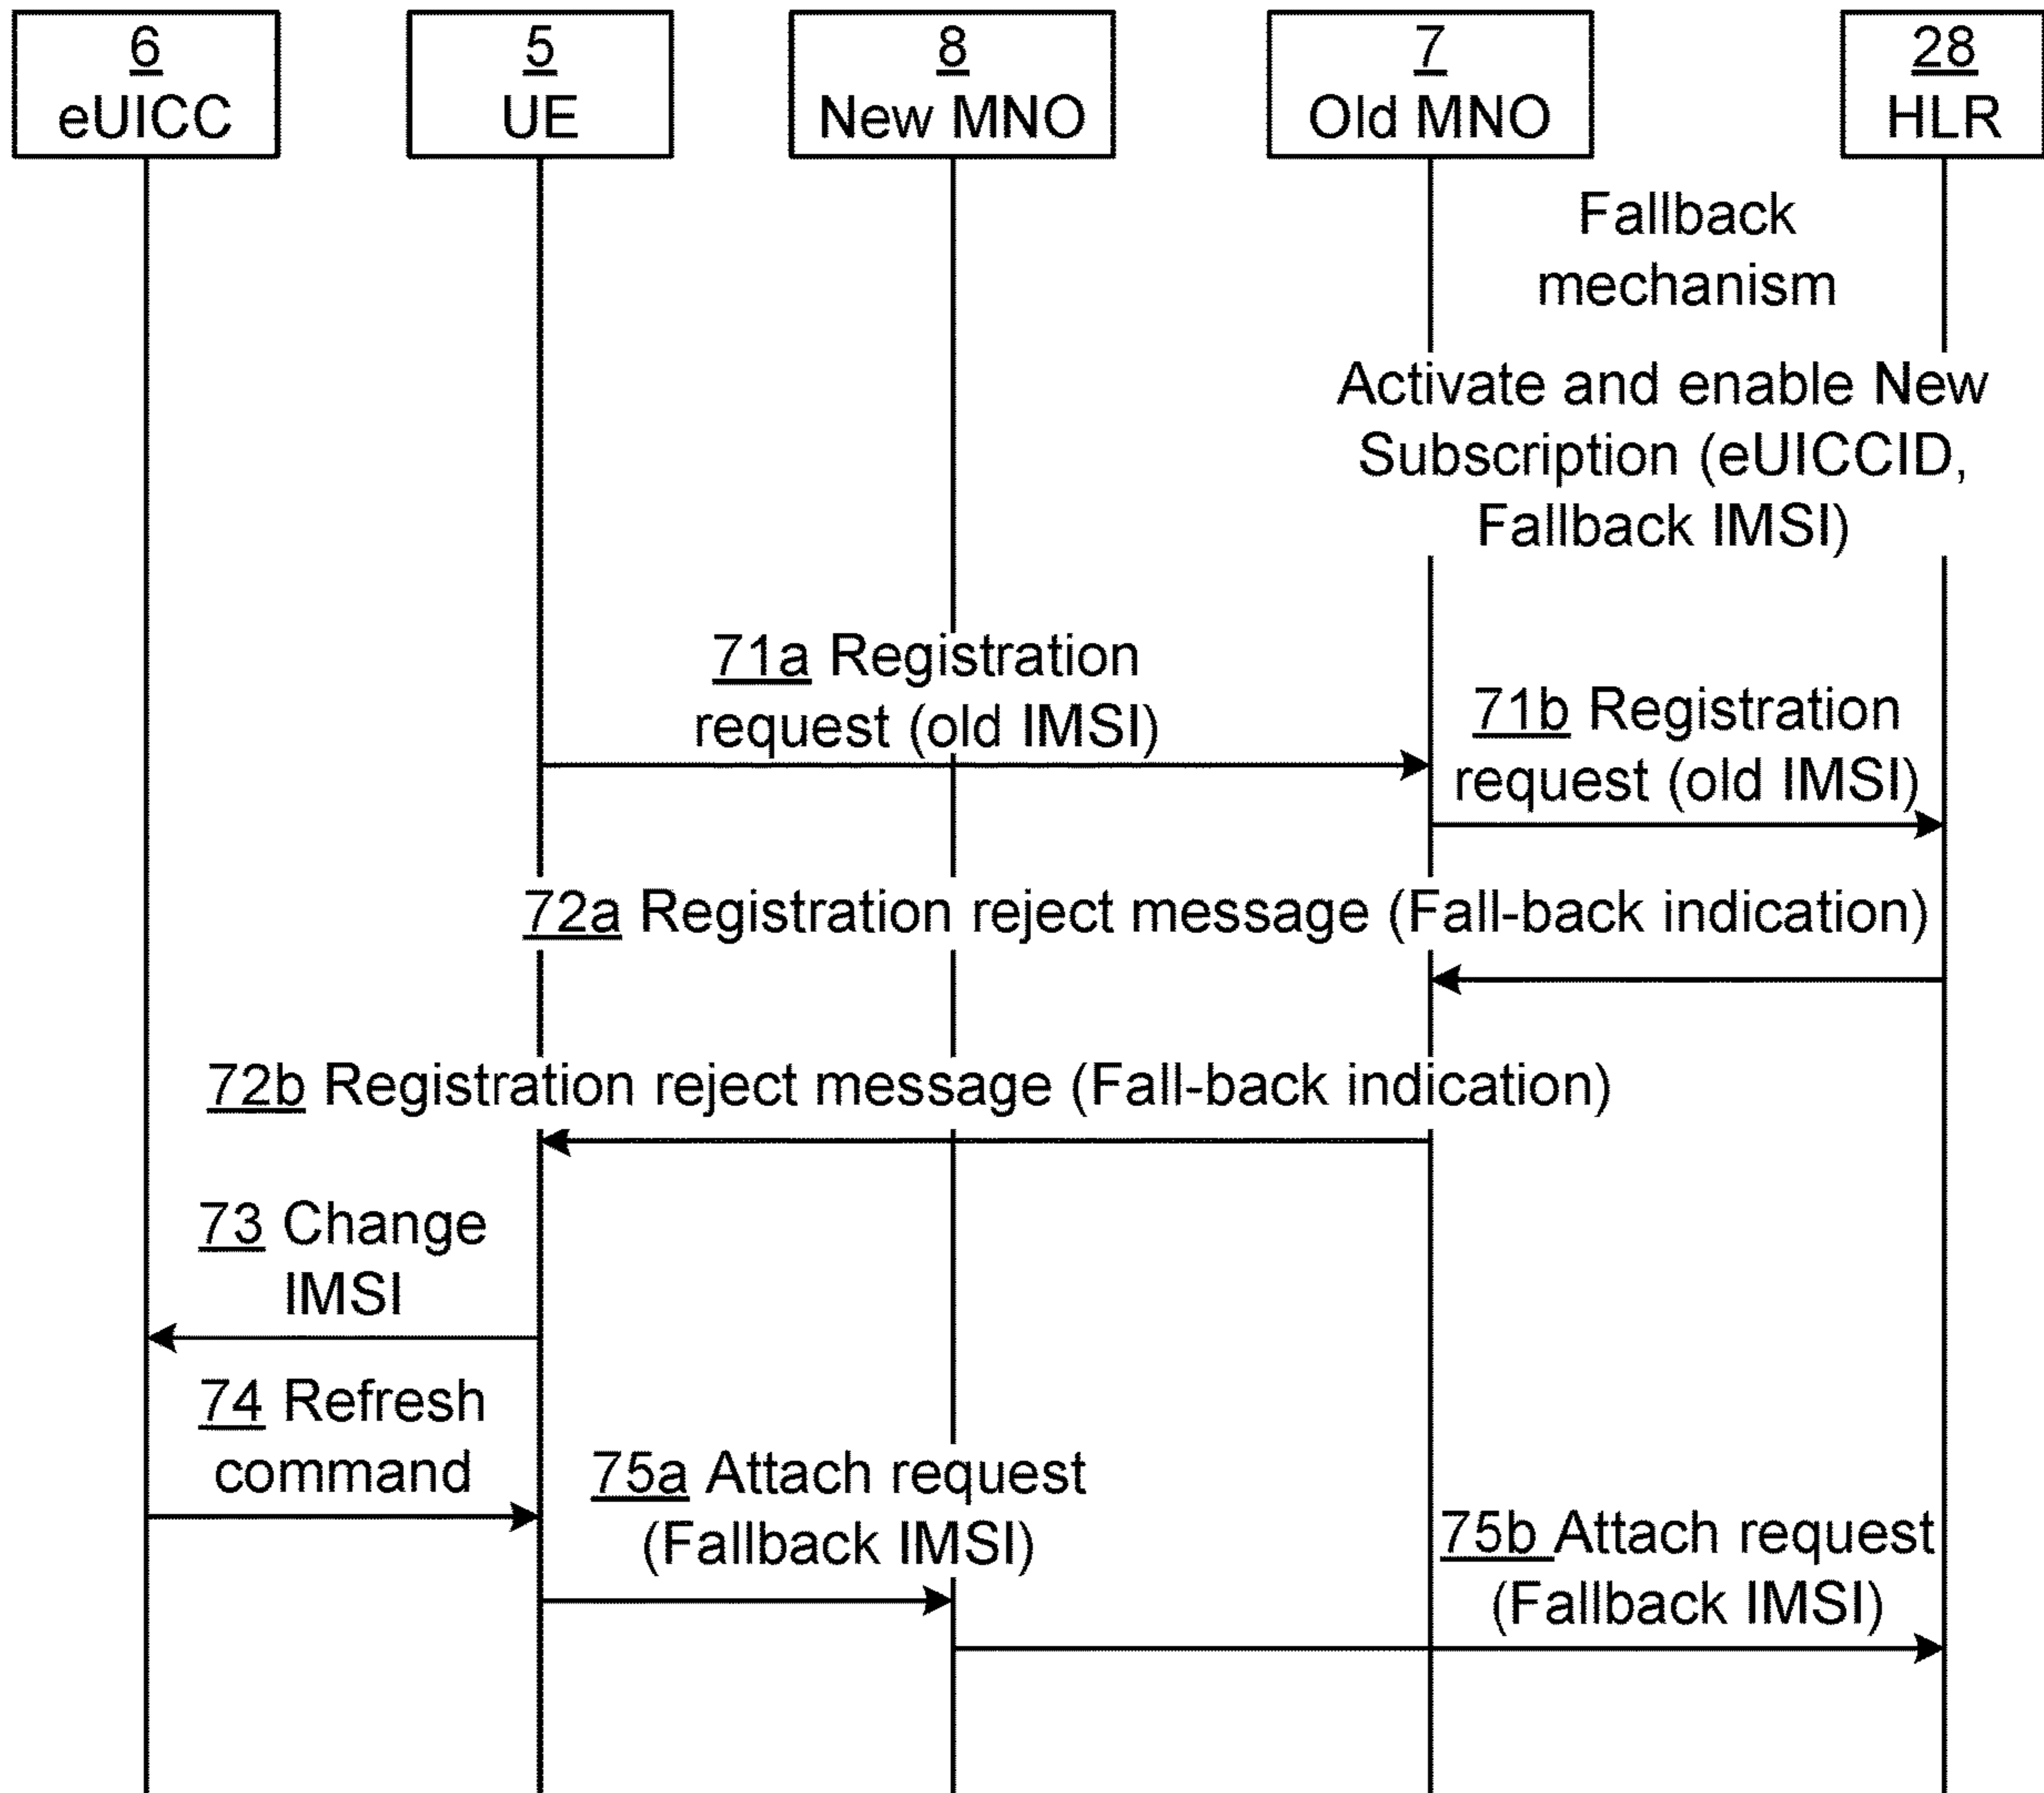 6
eUICC
5
UE
8
New MNO
7
Old MNO
28
HLR
Fallback
mechanism
Activate and enable New
Subscription (eUICCID,
Fallback IMSI)
71a Registration
request (old IMSI)
71b Registration
request (old IMSI)
72a Registration reject message (Fall-back indication)
72b Registration reject message (Fall-back indication)
73 Change
IMSI
74 Refresh
command
75a Attach request
(Fallback IMSI)
75b Attach request
(Fallback IMSI)